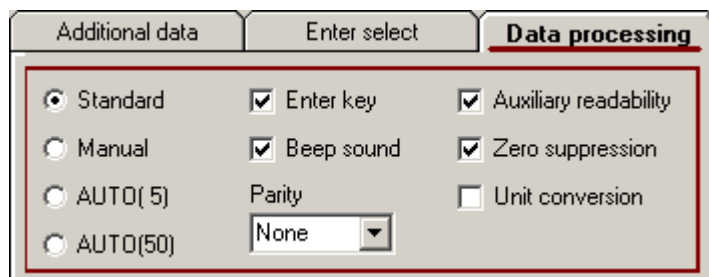 Additional data
Enter select
Data processing
Standard
Enter key
Auxiliary readability
Manual
Beep sound
Zero suppression
AUTO( 5)
Parity
Unit conversion
AUTO(50)
None